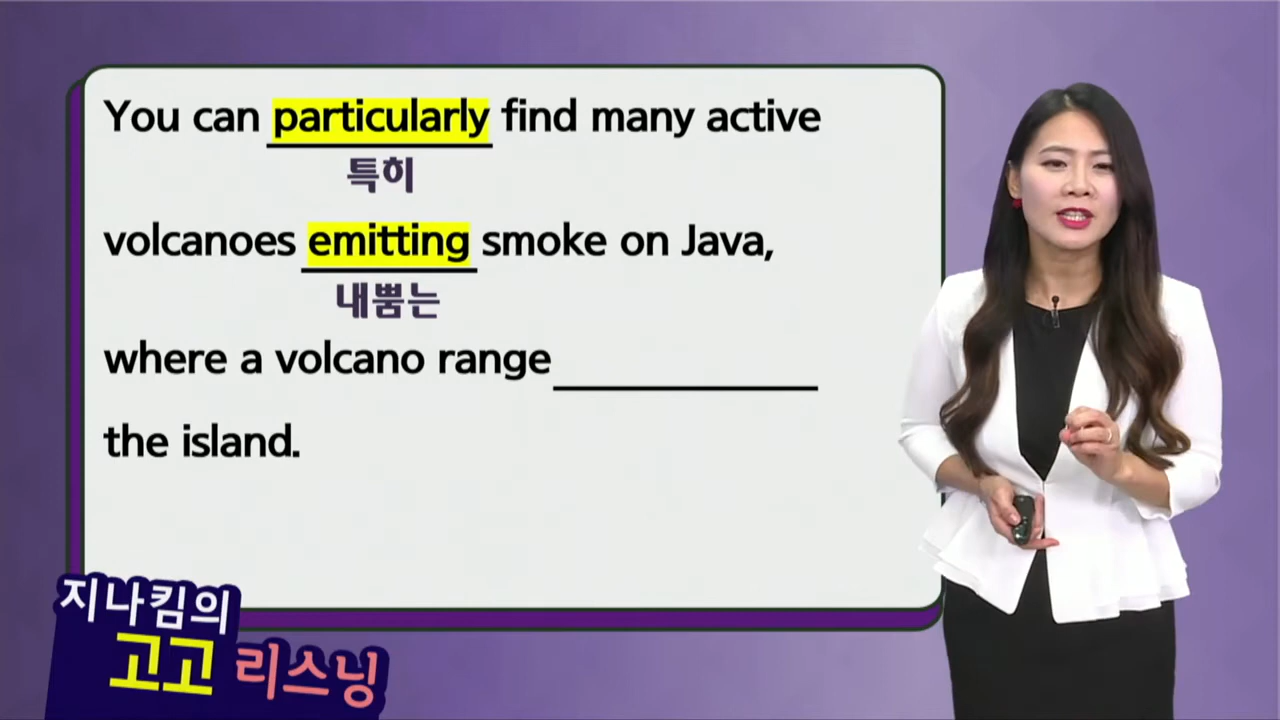 You can particularly find many active
특히
volcanoes emitting smoke on Java,
내뿜는
where a volcano range
the island.
지나킴의
고고 리스닝